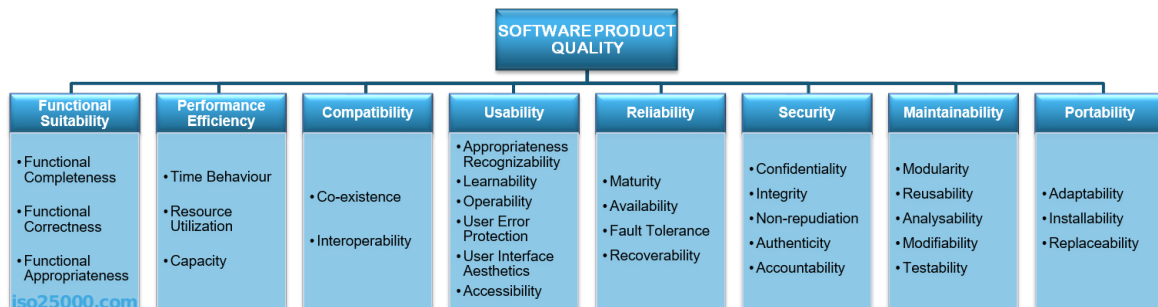 SOFTWARE PRODUCT
QUALITY
Functional
Suitability
• Functional
Completeness
• Functional
Correctness
• Functional
Appropriateness
Performance
Efficiency
• Time Behaviour
• Resource
Utilization
• Capacity
Compatibility
• Co-existence
• Interoperability
Usability
• Appropriateness
Recognizability
• Learnability
• Operability
• User Error
Protection
• User Interface
Aesthetics
• Accessibility
Reliability
• Maturity
• Availability
• Fault Tolerance
• Recoverability
Security
• Confidentiality
• Integrity
• Non-repudiation
• Authenticity
• Accountability
Maintainability
• Modularity
• Reusability
• Analysability
• Modifiability
• Testability
Portability
• Adaptability
• Installability
• Replaceability
iso25000.com